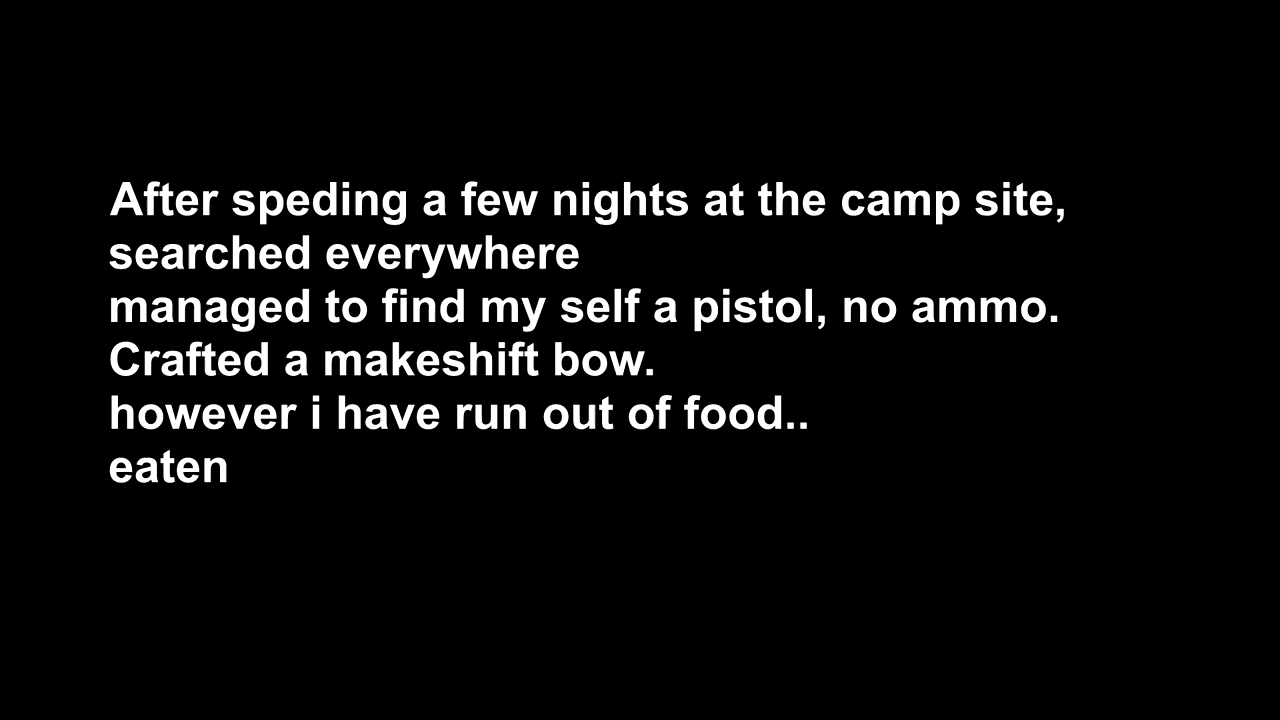 After speding a few nights at the camp site,
searched everywhere
managed to find my self a pistol, no ammo.
Crafted a makeshift bow.
however i have run out of food..
eaten